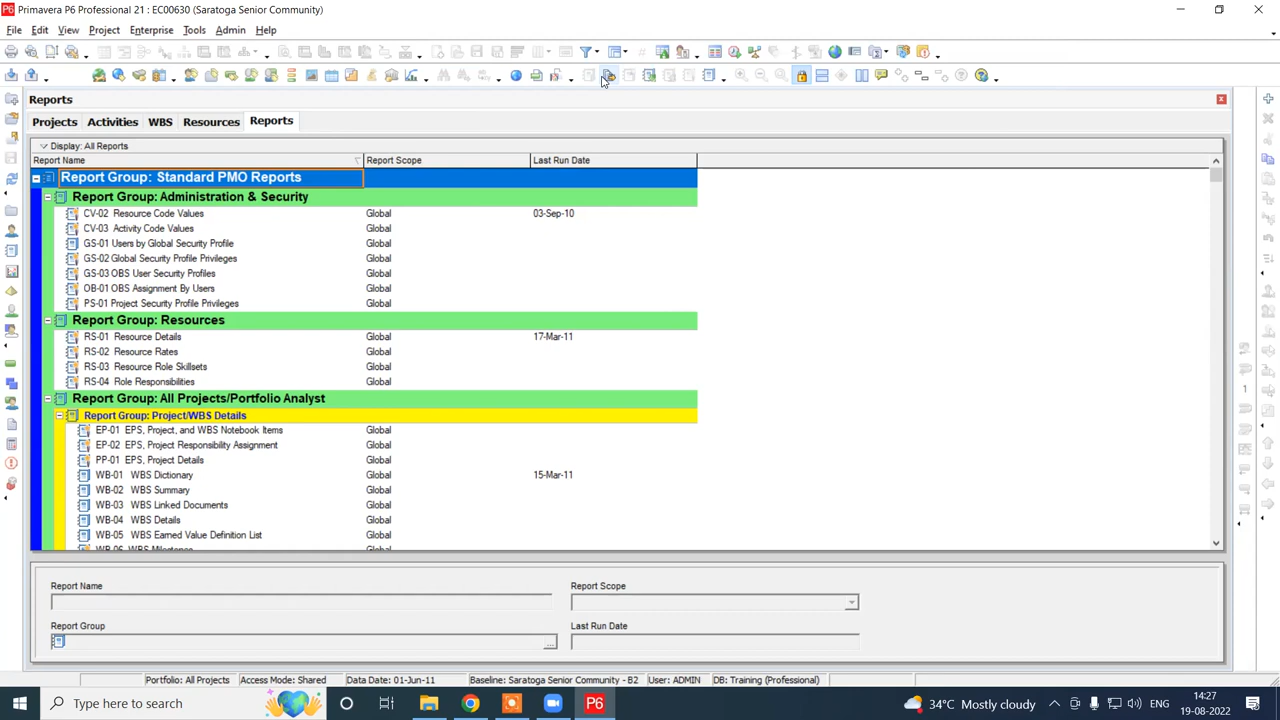 Primavera P6 Professional 21 : EC00630 (Saratoga Senior Community)
File Edit View Project Enterprise Tools Admin Help
Reports
Projects Activities WBS Resources Reports
Display: All Reports
Report Name Report Scope Last Run Date
Report Group: Standard PMO Reports
Report Group: Administration & Security
CV-02 Resource Code Values Global 03-Sep-10
CV-03 Activity Code Values Global
GS-01 Users by Global Security Profile Global
GS-02 Global Security Profile Privileges Global
GS-03 OBS User Security Profiles Global
OB-01 OBS Assignment By Users Global
PS-01 Project Security Profile Privileges Global
Report Group: Resources
RS-01 Resource Details Global 17-Mar-11
RS-02 Resource Rates Global
RS-03 Resource Role Skillsets Global
RS-04 Role Responsibilities Global
Report Group: All Projects/Portfolio Analyst
Report Group: Project/WBS Details
EP-01 EPS, Project, and WBS Notebook Items Global
EP-02 EPS, Project Responsibility Assignment Global
PP-01 EPS, Project Details Global
WB-01 WBS Dictionary Global 15-Mar-11
WB-02 WBS Summary Global
WB-03 WBS Linked Documents Global
WB-04 WBS Details Global
WB-05 WBS Earned Value Definition List Global
WB-06 WBS Milestones Global
Report Name Report Scope
Report Group Last Run Date
Portfolio: All Projects Access Mode: Shared Data Date: 01-Jun-11 Baseline: Saratoga Senior Community - B2 User: ADMIN DB: Training (Professional)
Type here to search P6 34°C Mostly cloudy ENG 14:27
19-08-2022